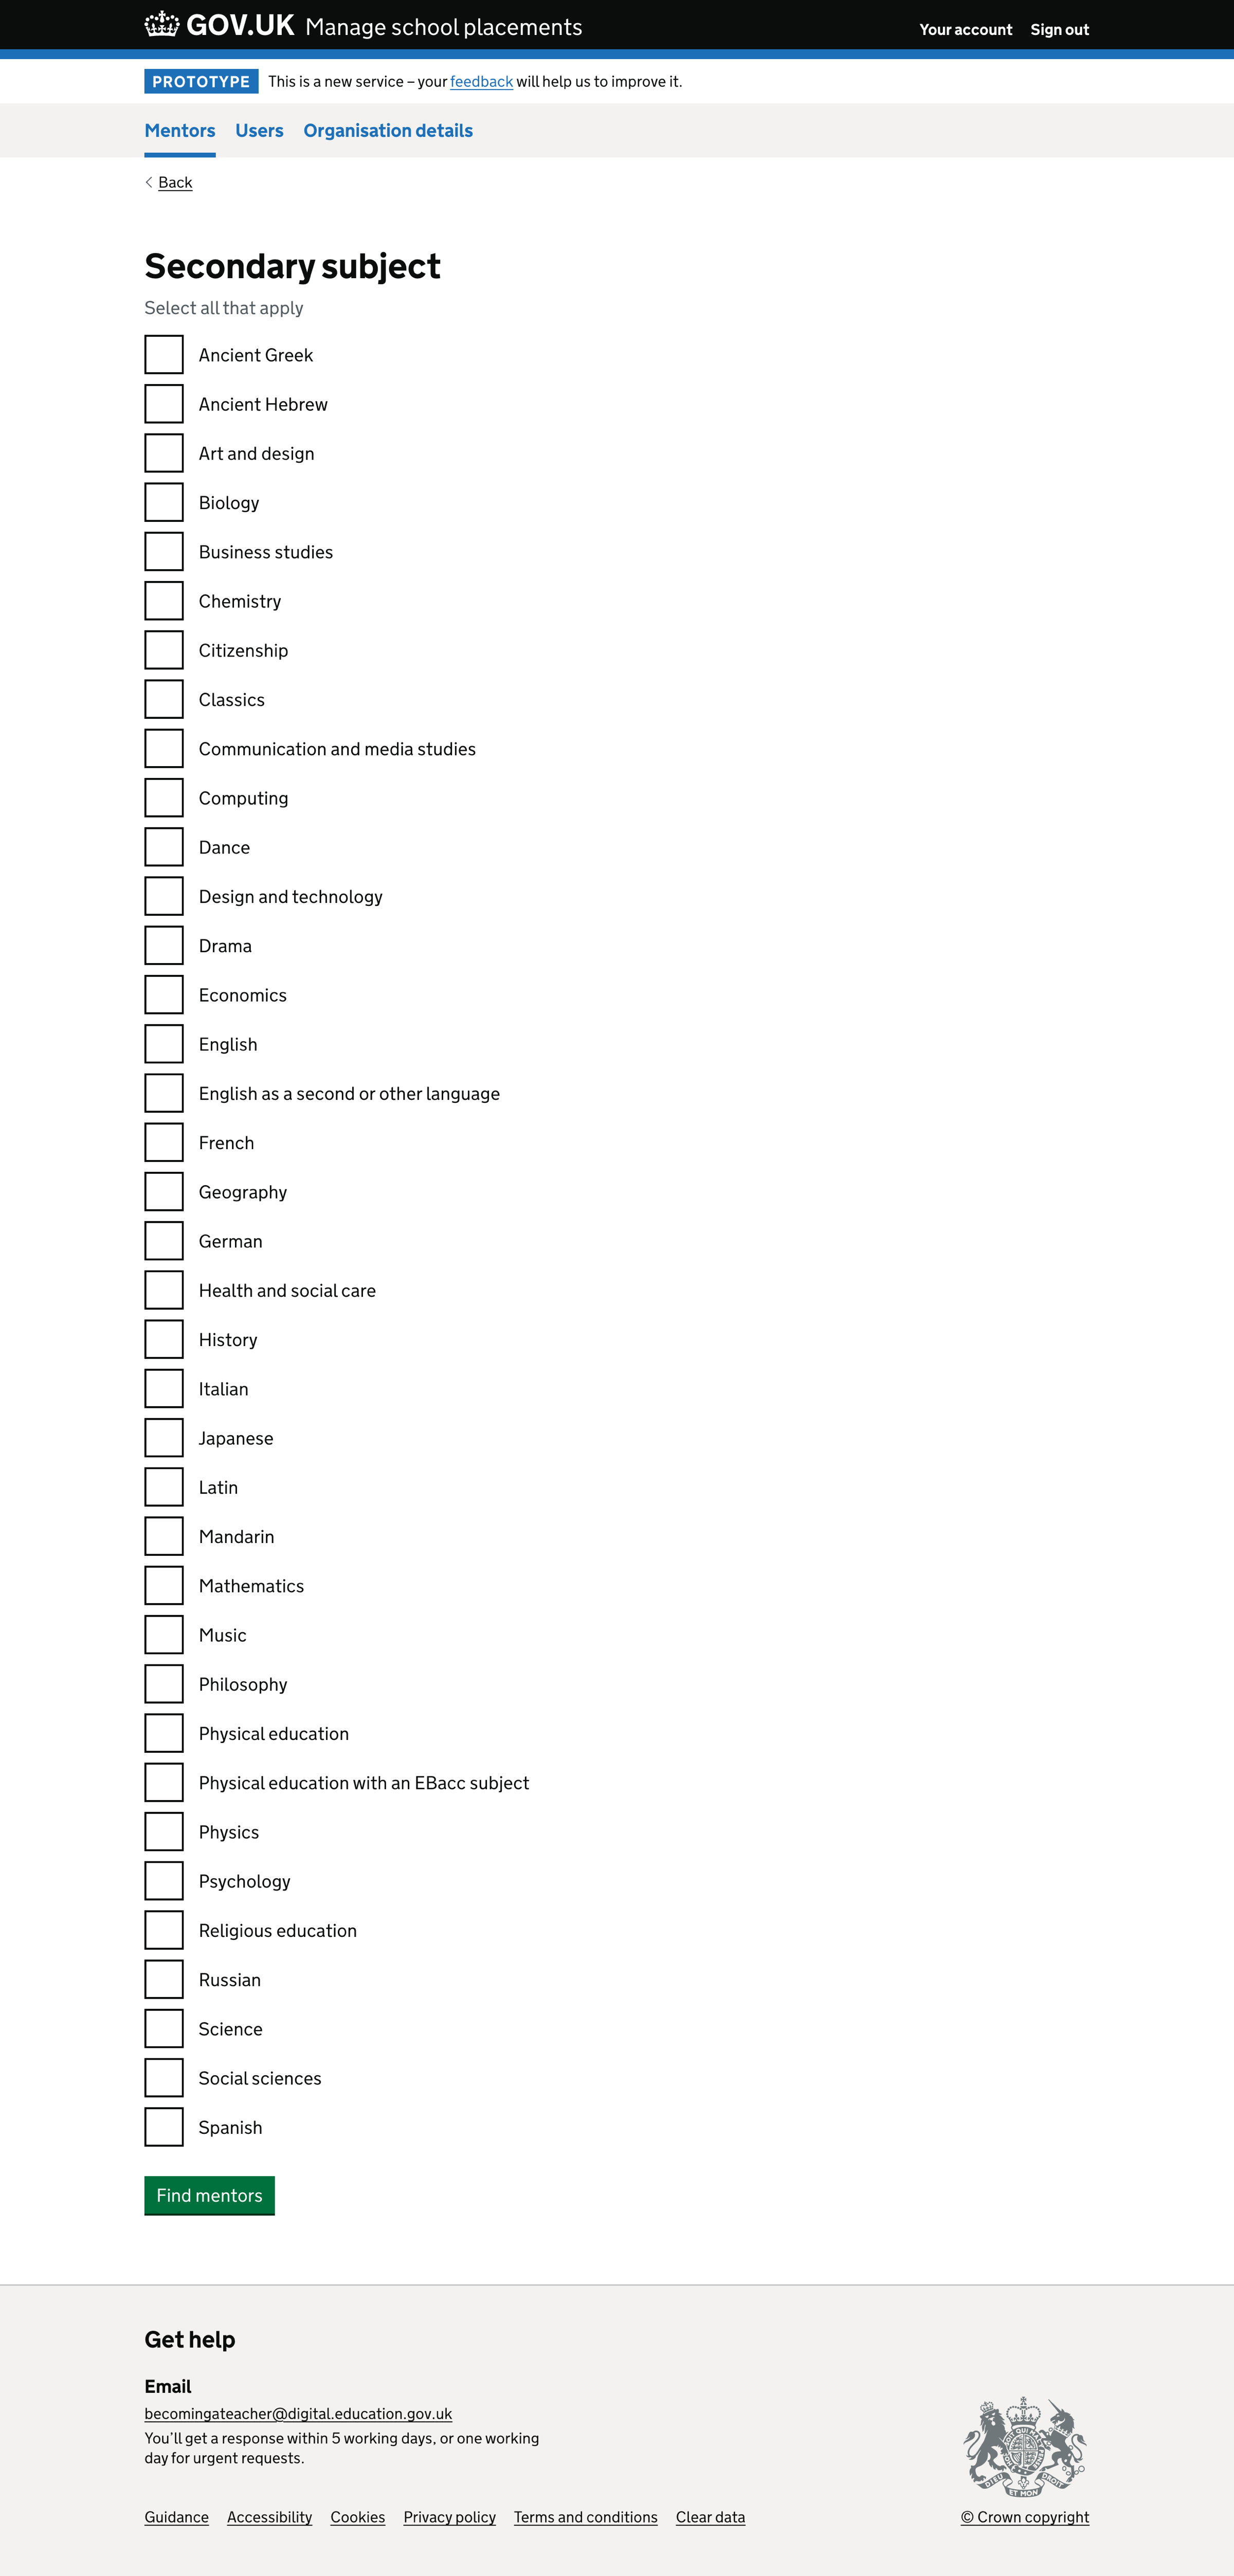 GOV.UK Manage school placements Your account Sign out
PROTOTYPE This is a new service – your feedback will help us to improve it.
Mentors Users Organisation details
Back
Secondary subject
Select all that apply
Ancient Greek
Ancient Hebrew
Art and design
Biology
Business studies
Chemistry
Citizenship
Classics
Communication and media studies
Computing
Dance
Design and technology
Drama
Economics
English
English as a second or other language
French
Geography
German
Health and social care
History
Italian
Japanese
Latin
Mandarin
Mathematics
Music
Philosophy
Physical education
Physical education with an EBacc subject
Physics
Psychology
Religious education
Russian
Science
Social sciences
Spanish
Find mentors
Get help
Email
becomingateacher@digital.education.gov.uk
You’ll get a response within 5 working days, or one working
day for urgent requests.
DIEU ET MON DROIT
Guidance Accessibility Cookies Privacy policy Terms and conditions Clear data © Crown copyright